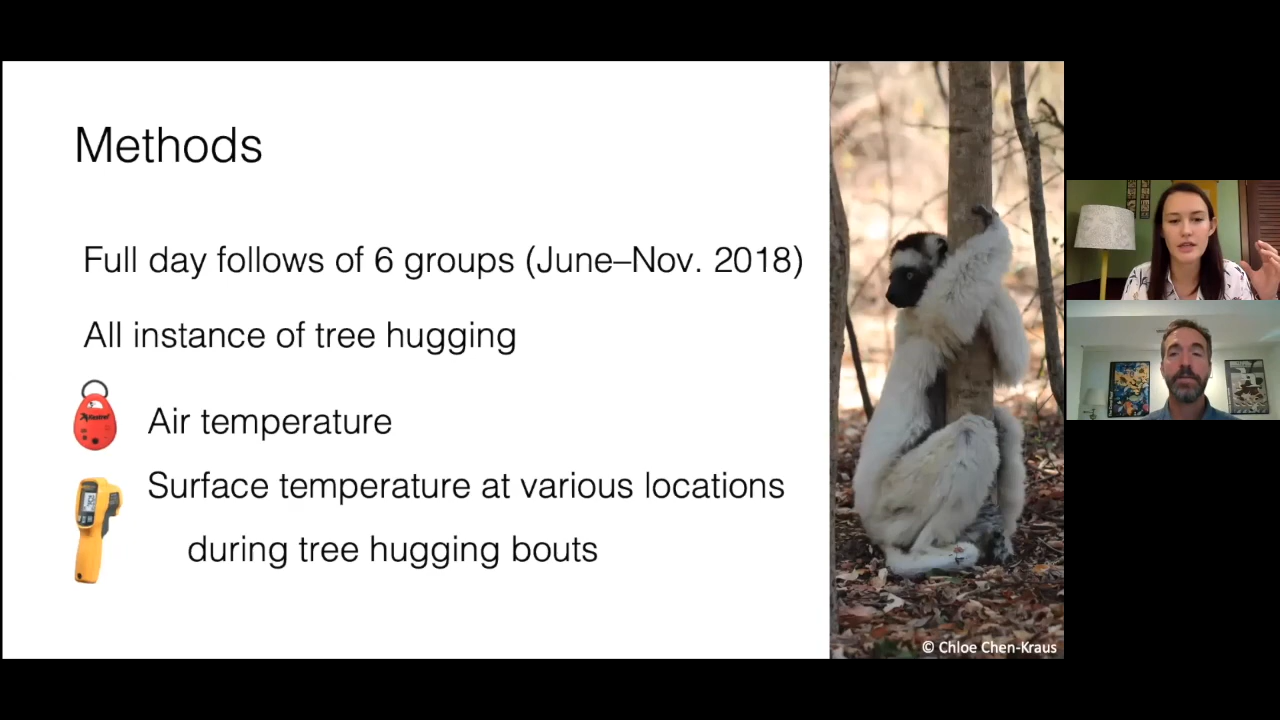 Methods
Full day follows of 6 groups (June–Nov. 2018)
All instance of tree hugging
Kestrel
Air temperature
Surface temperature at various locations
during tree hugging bouts
© Chloe Chen-Kraus